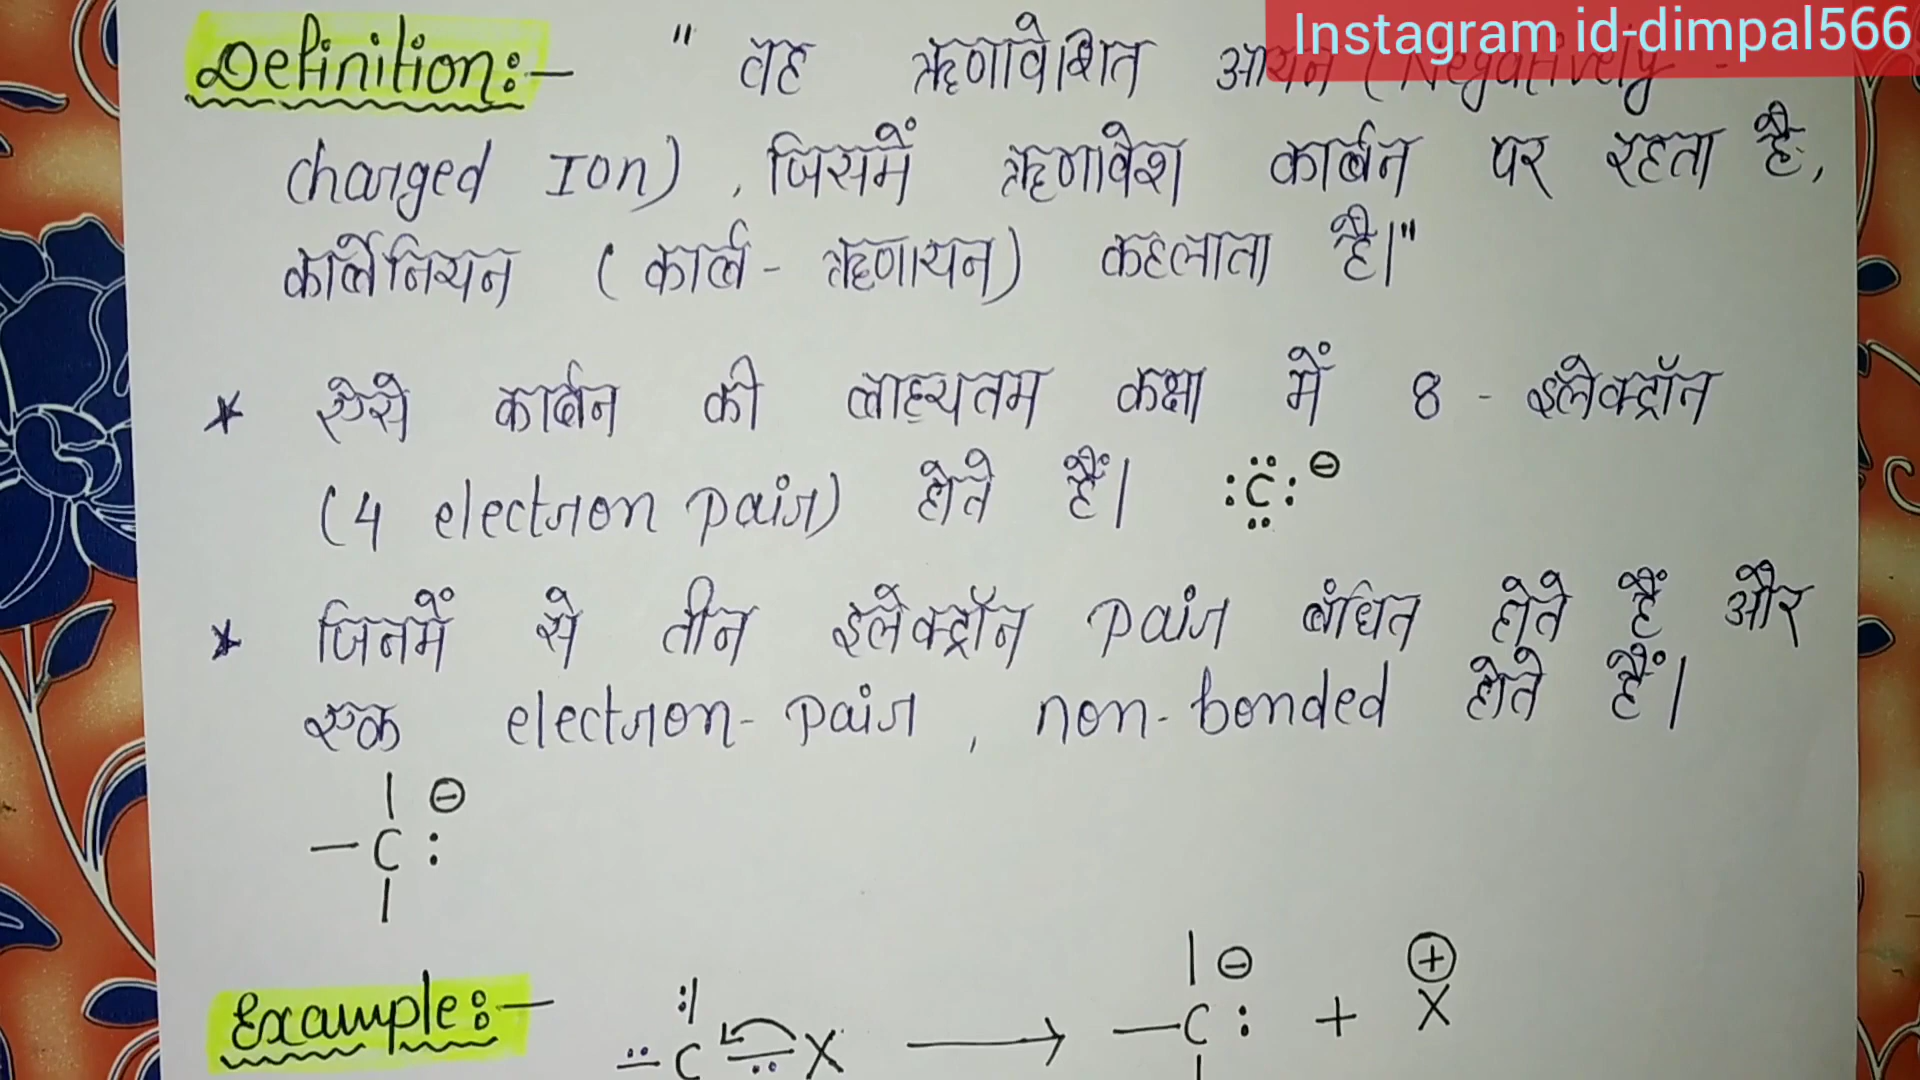 Instagram id-dimpal566
Definition:- " वह ऋणावेशित आयन (Negatively -
charged Ion), जिसमें ऋणावेश कार्बन पर रहता है,
कार्बेनियन (कार्ब - ऋणायन) कहलाता है।"
* ऐसे कार्बन की बाह्यतम कक्षा में 8 - इलेक्ट्रॉन
(4 electron pair) होते हैं। :C: ⊖
* जिनमें से तीन इलेक्ट्रॉन pair बंधित होते हैं और
एक electron-pair, non-bonded होते हैं।
⊖
— C :
Example:- — C — X ⟶ — C : ⊖ + X ⊕